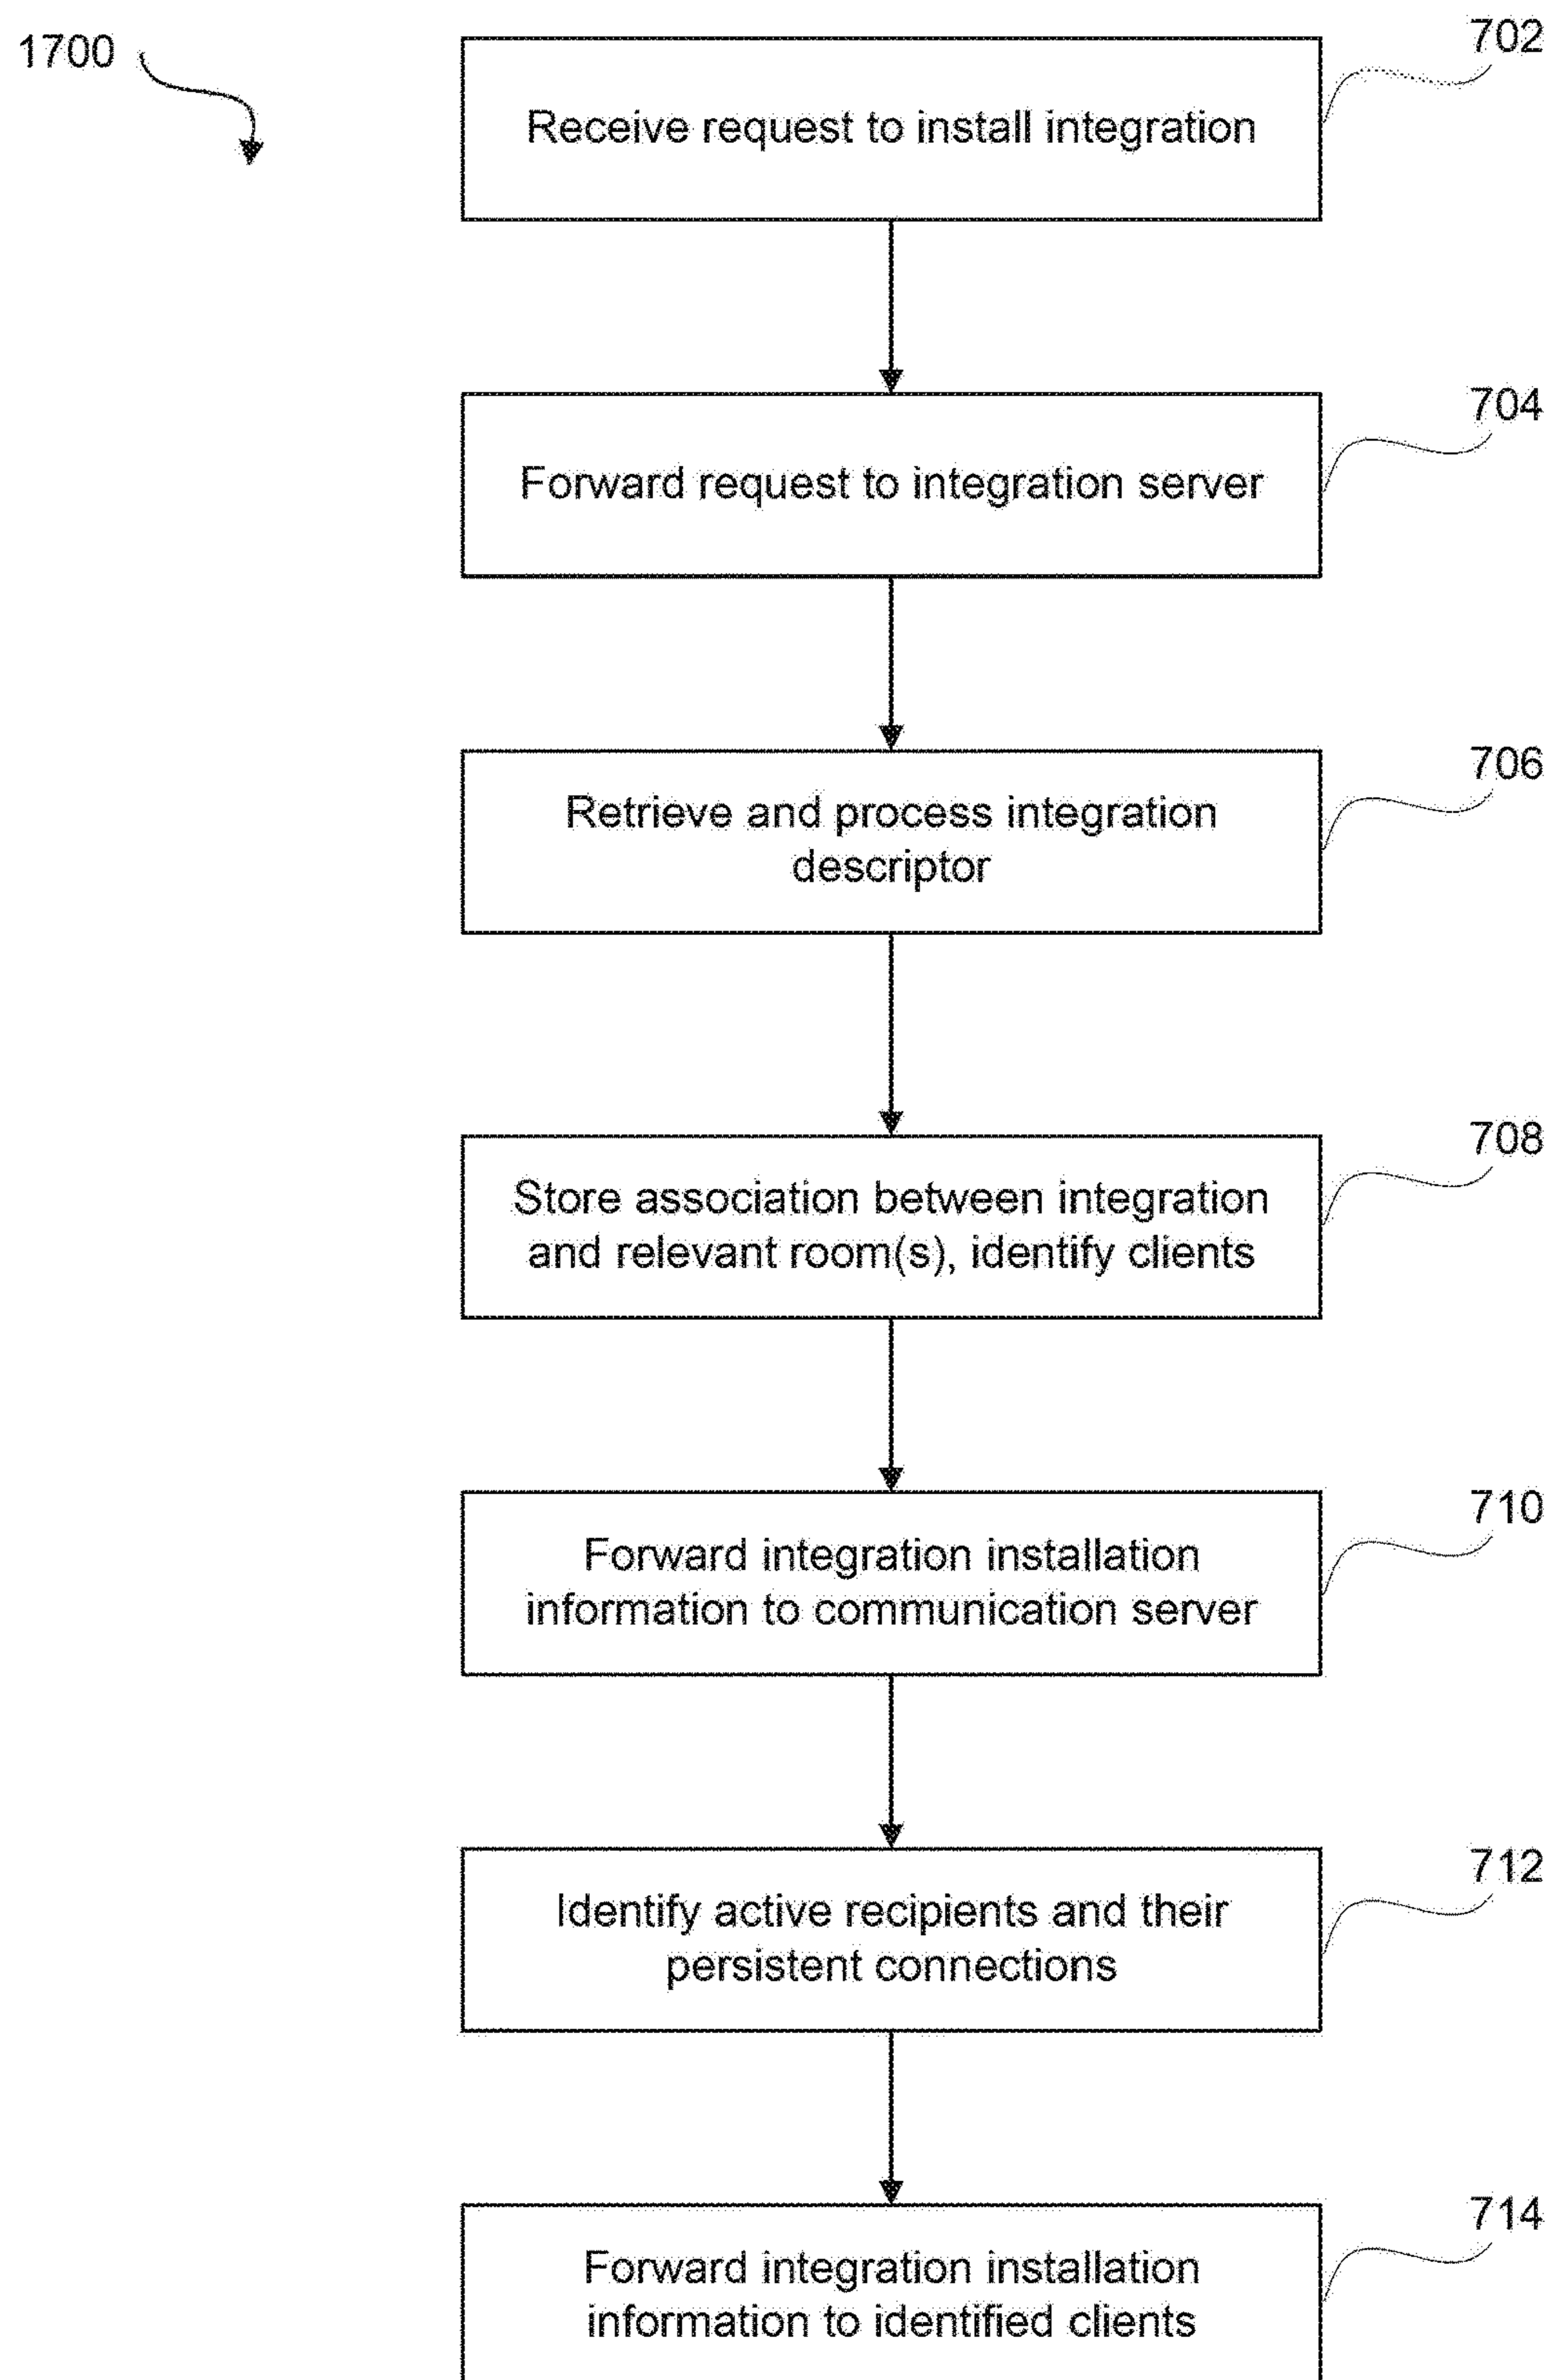 1700
702
Receive request to install integration
704
Forward request to integration server
706
Retrieve and process integration
descriptor
708
Store association between integration
and relevant room(s), identify clients
710
Forward integration installation
information to communication server
712
Identify active recipients and their
persistent connections
714
Forward integration installation
information to identified clients